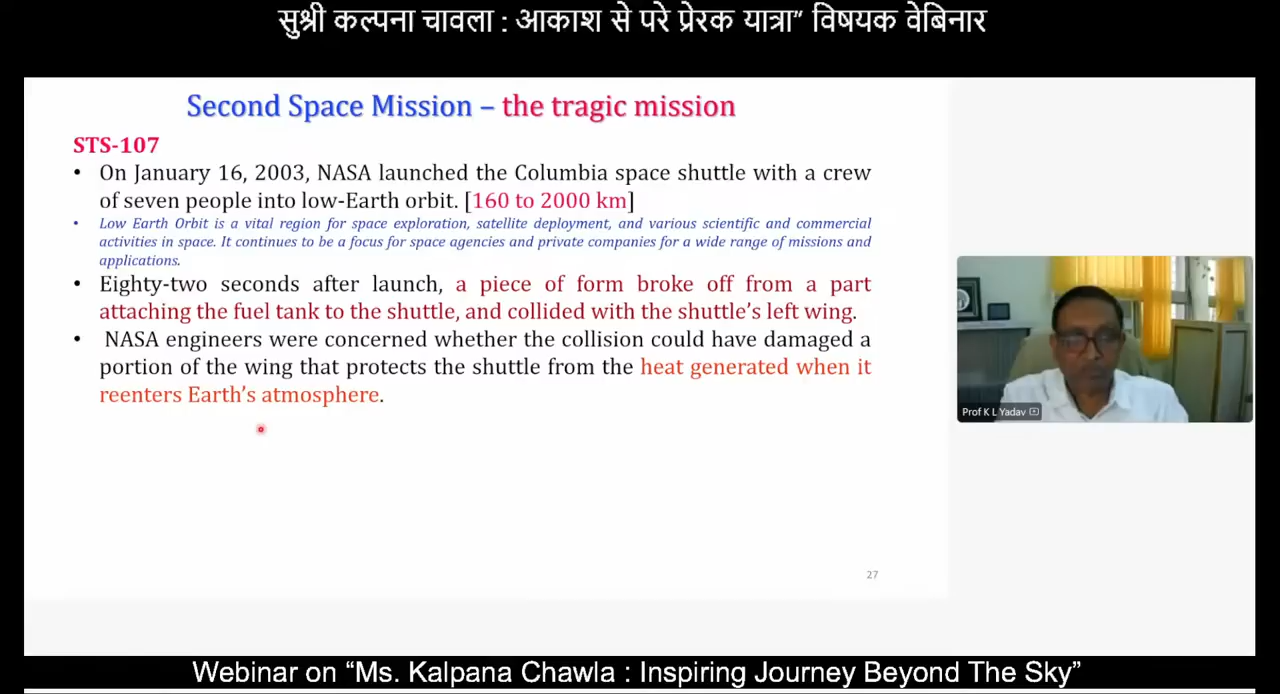 सुश्री कल्पना चावला : आकाश से परे प्रेरक यात्रा” विषयक वेबिनार
Second Space Mission – the tragic mission
STS-107
• On January 16, 2003, NASA launched the Columbia space shuttle with a crew
of seven people into low-Earth orbit. [160 to 2000 km]
• Low Earth Orbit is a vital region for space exploration, satellite deployment, and various scientific and commercial
activities in space. It continues to be a focus for space agencies and private companies for a wide range of missions and
applications.
• Eighty-two seconds after launch, a piece of form broke off from a part
attaching the fuel tank to the shuttle, and collided with the shuttle’s left wing.
• NASA engineers were concerned whether the collision could have damaged a
portion of the wing that protects the shuttle from the heat generated when it
reenters Earth’s atmosphere.
Prof K L Yadav
27
Webinar on “Ms. Kalpana Chawla : Inspiring Journey Beyond The Sky”